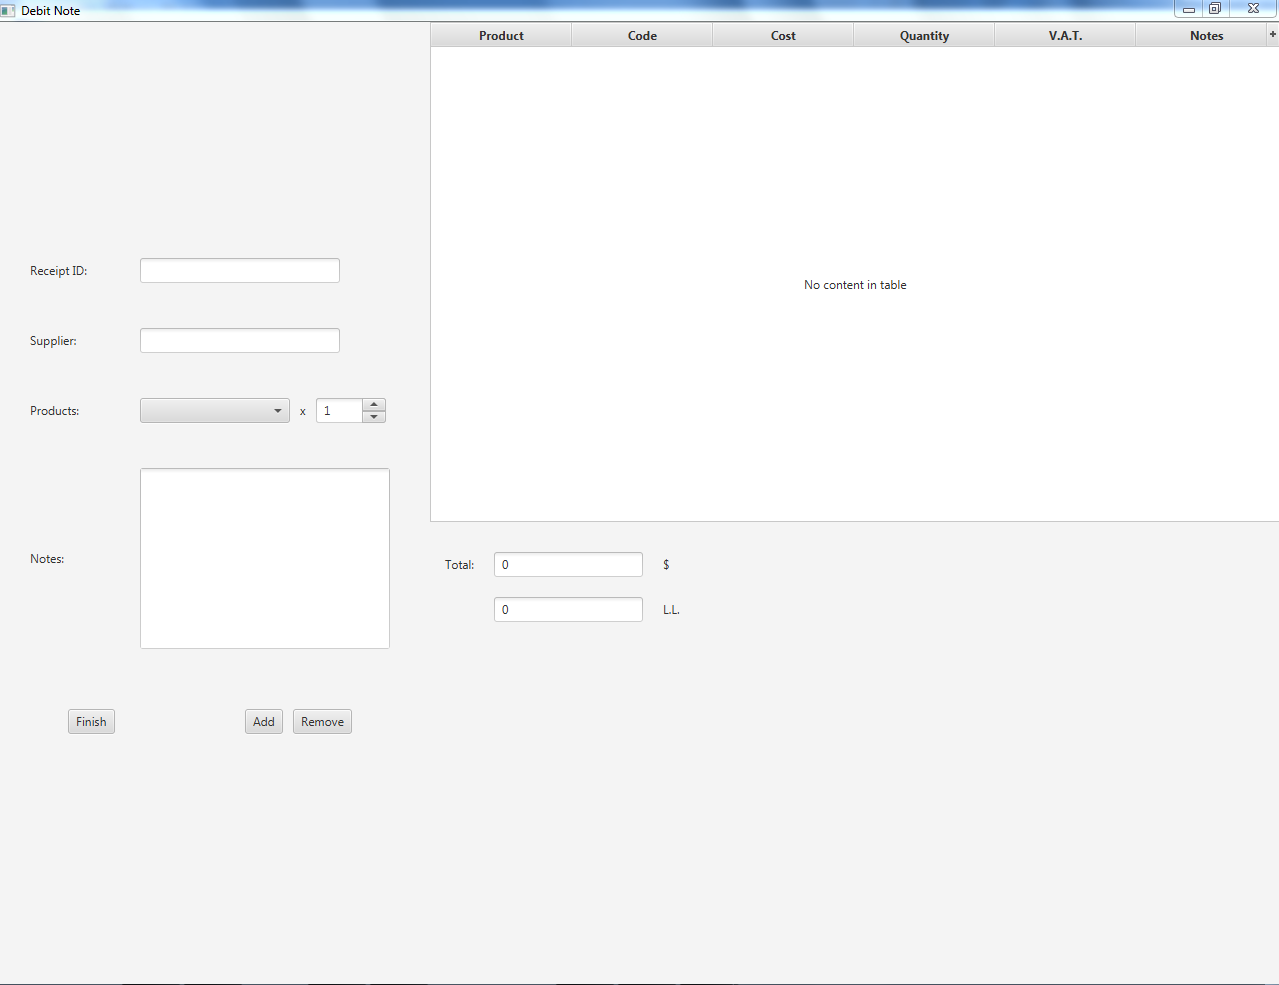 Debit Note
Product Code Cost Quantity V.A.T. Notes +
No content in table
Receipt ID:
Supplier:
Products: x 1
Notes:
Total: 0 $
0 L.L.
Finish Add Remove